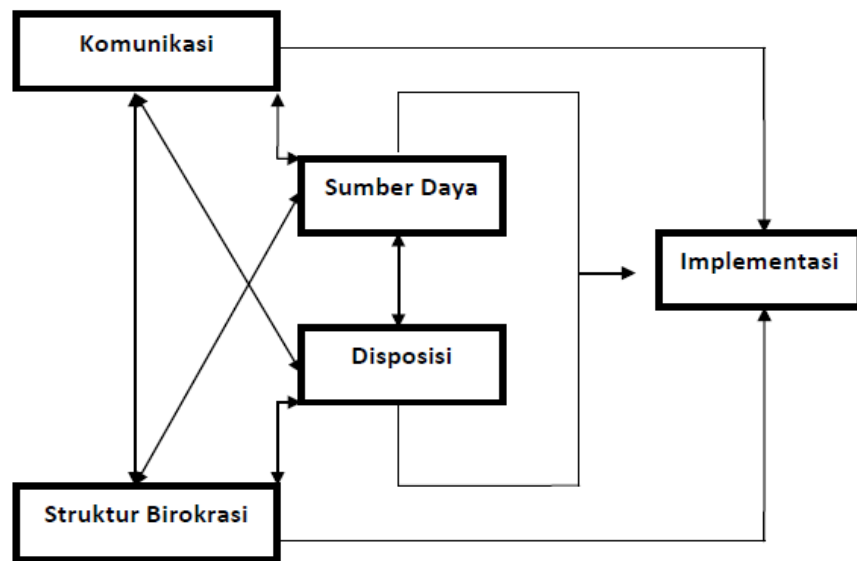 Komunikasi
Sumber Daya
Implementasi
Disposisi
Struktur Birokrasi